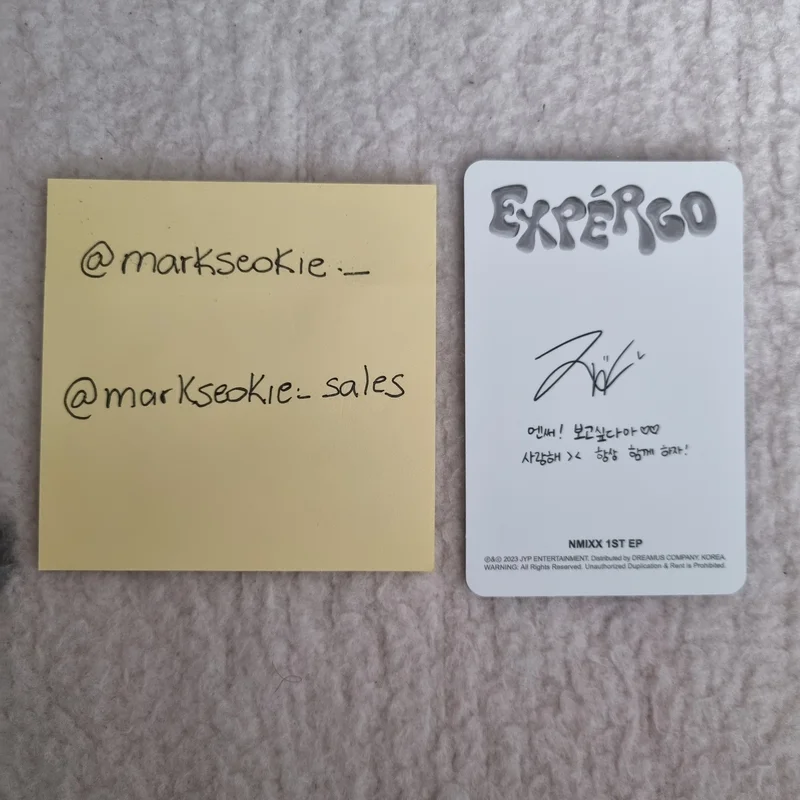 @markseokie._
@markseokie._sales
EXPÉRGO
엔써! 보고싶다아♡♡
사랑해 >< 항상 함께 하자!
NMIXX 1ST EP
℗&© 2023 JYP ENTERTAINMENT. Distributed by DREAMUS COMPANY. KOREA.
WARNING: All Rights Reserved. Unauthorized Duplication & Rent is Prohibited.